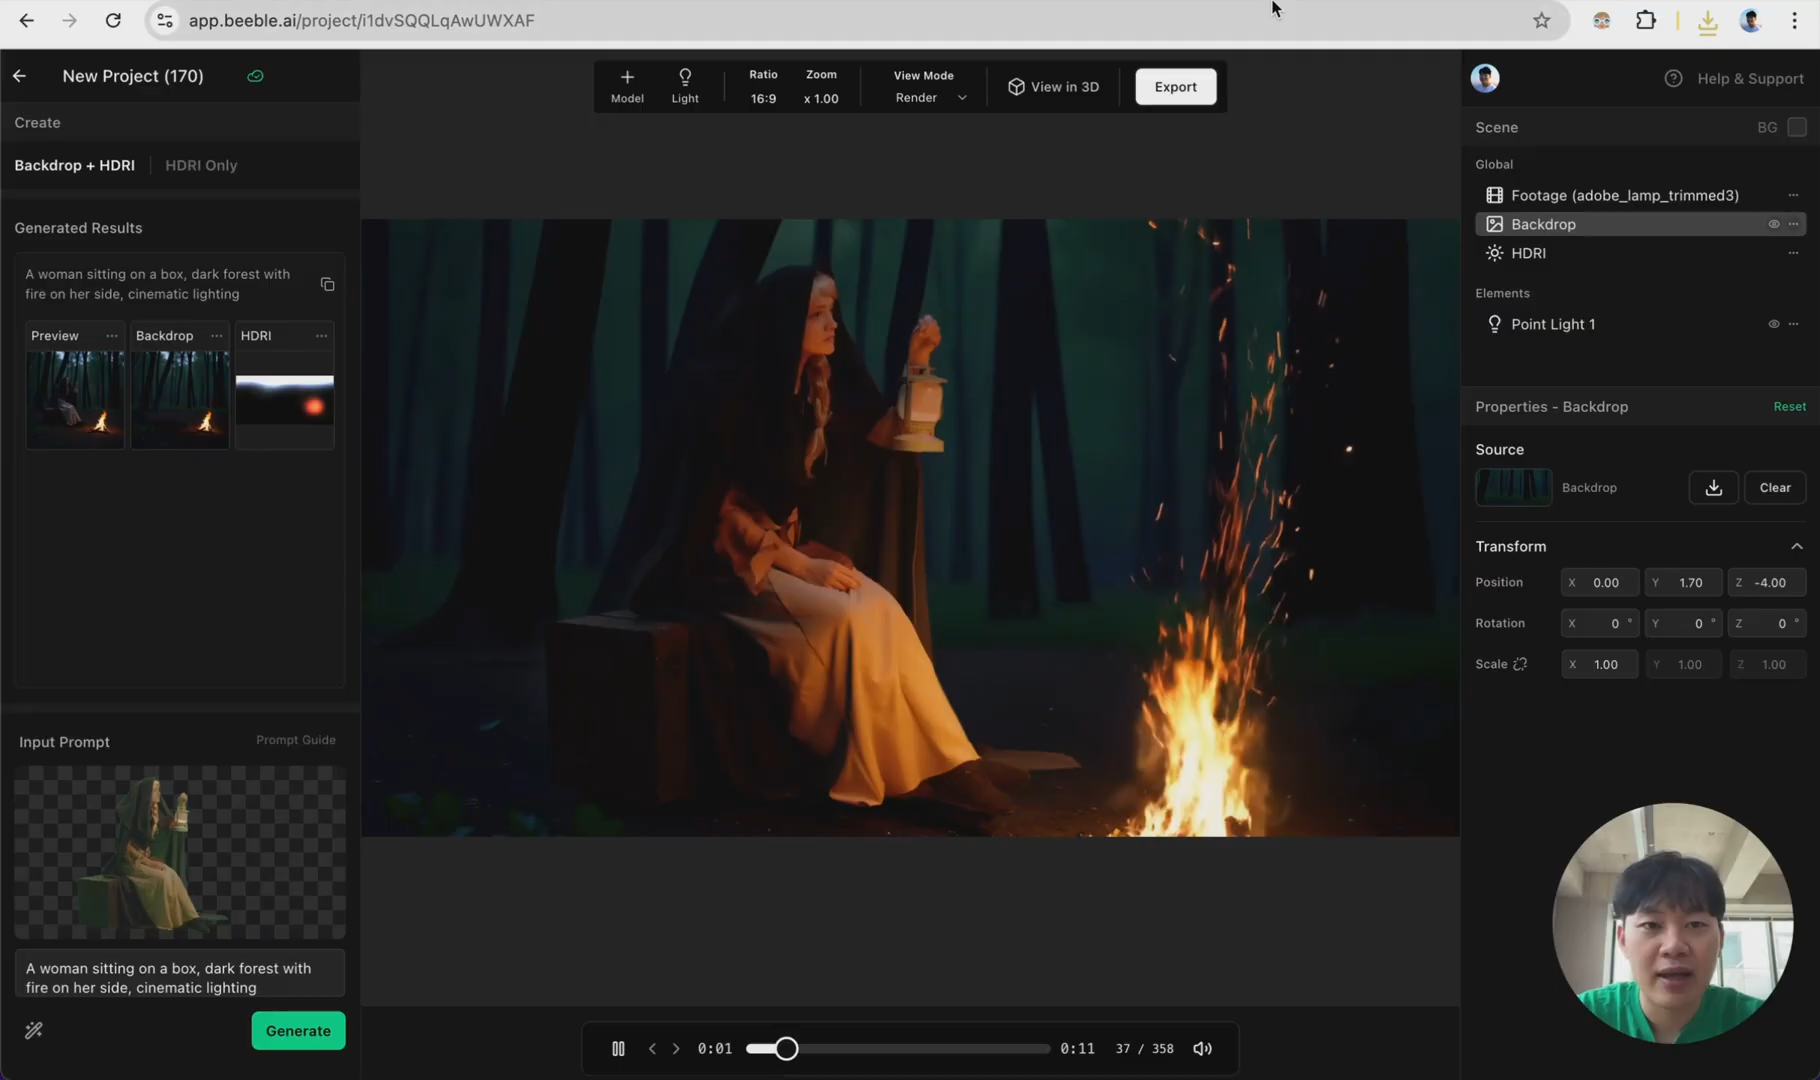 app.beeble.ai/project/i1dvSQQLqAwUWXAF
New Project (170)
Create
Backdrop + HDRI
HDRI Only
Generated Results
A woman sitting on a box, dark forest with
fire on her side, cinematic lighting
Preview
Backdrop
HDRI
Input Prompt
Prompt Guide
A woman sitting on a box, dark forest with
fire on her side, cinematic lighting
Generate
Model
Light
Ratio
16:9
Zoom
x 1.00
View Mode
Render
View in 3D
Export
0:01
0:11
37 / 358
Help & Support
Scene
BG
Global
Footage (adobe_lamp_trimmed3)
Backdrop
HDRI
Elements
Point Light 1
Properties - Backdrop
Reset
Source
Backdrop
Clear
Transform
Position X 0.00 Y 1.70 Z -4.00
Rotation X 0 ° Y 0 ° Z 0 °
Scale X 1.00 Y 1.00 Z 1.00